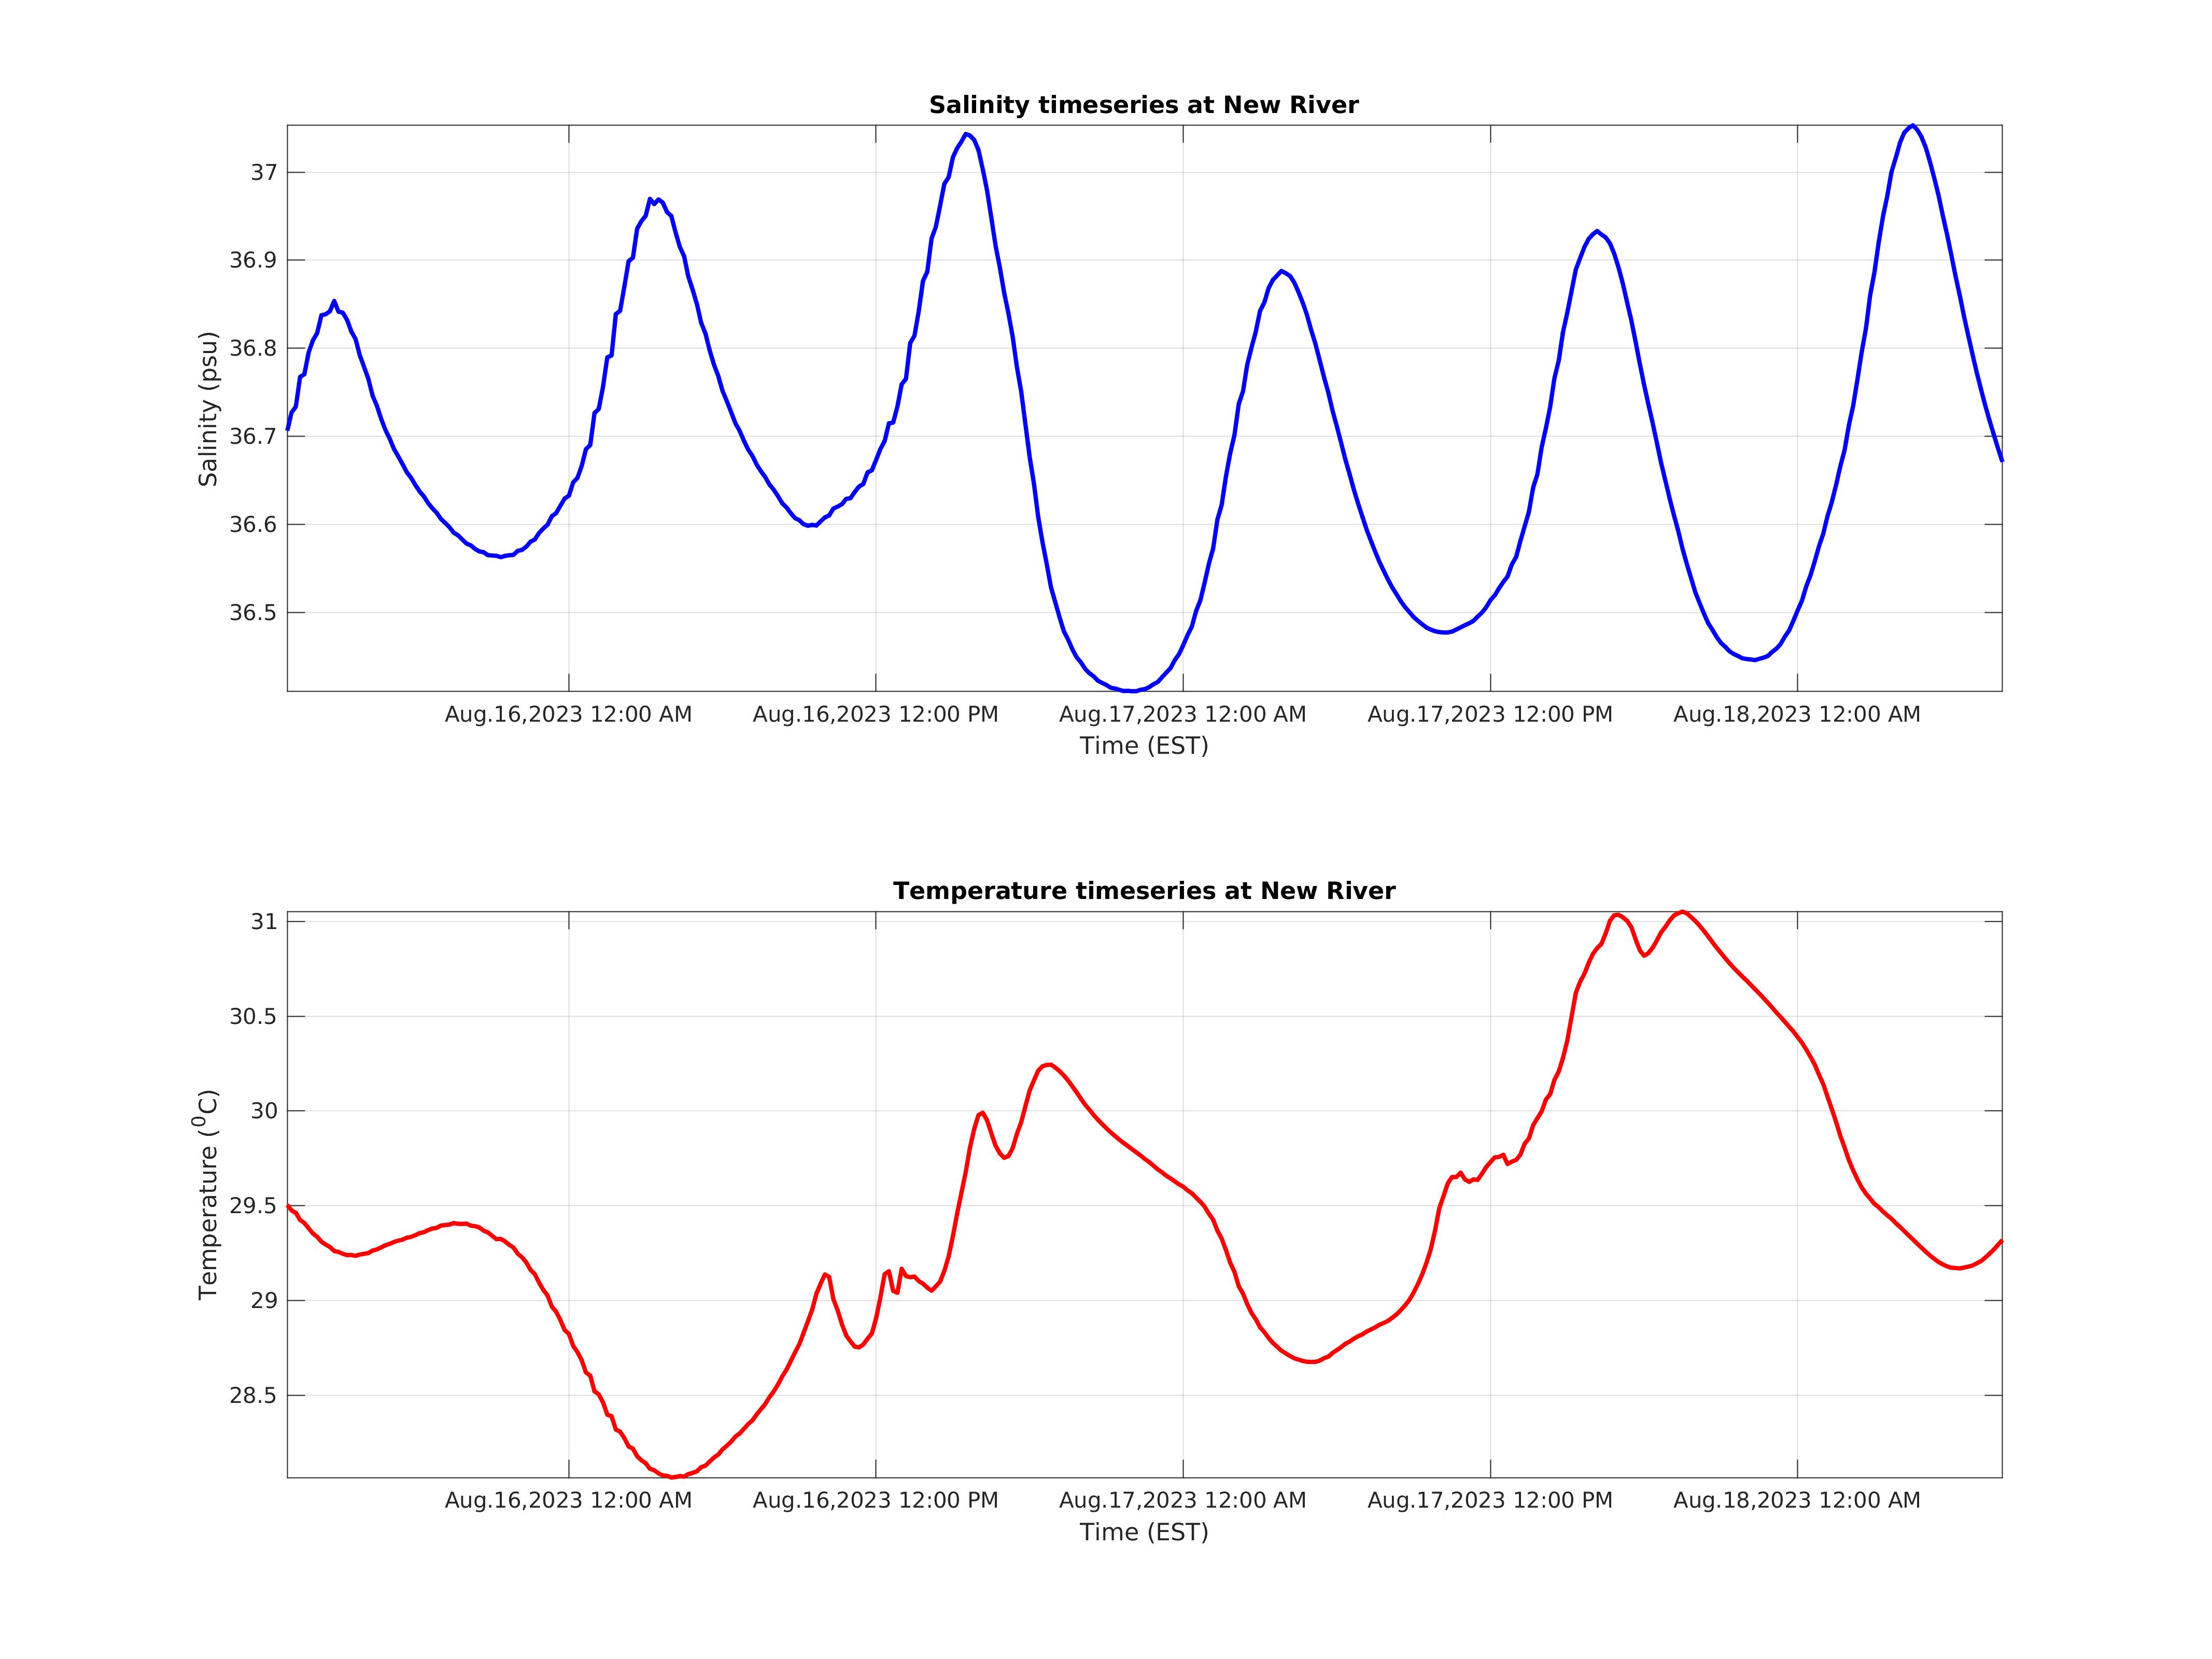 Salinity timeseries at New River
37
36.9
36.8
36.7
36.6
36.5
Salinity (psu)
Aug.16,2023 12:00 AM Aug.16,2023 12:00 PM Aug.17,2023 12:00 AM Aug.17,2023 12:00 PM Aug.18,2023 12:00 AM
Time (EST)
Temperature timeseries at New River
31
30.5
30
29.5
29
28.5
Temperature (⁰C)
Aug.16,2023 12:00 AM Aug.16,2023 12:00 PM Aug.17,2023 12:00 AM Aug.17,2023 12:00 PM Aug.18,2023 12:00 AM
Time (EST)